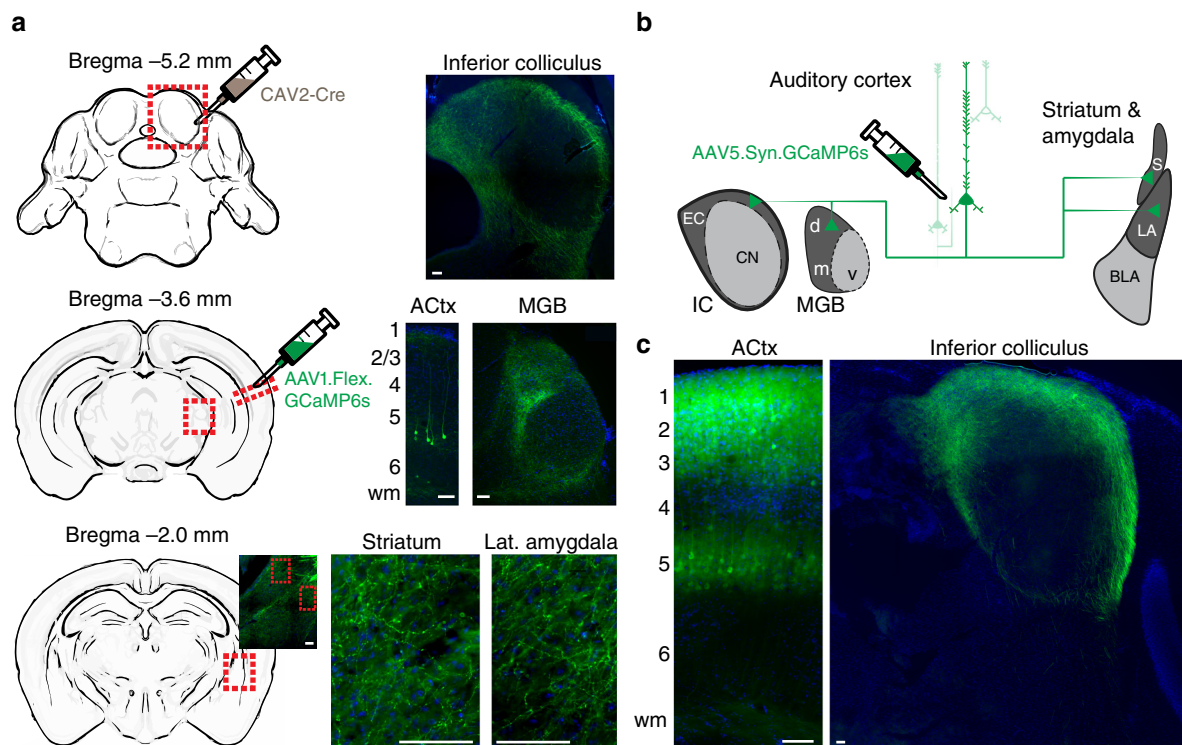 a
Bregma –5.2 mm
CAV2-Cre
Inferior colliculus
Bregma –3.6 mm
AAV1.Flex.
GCaMP6s
ACtx
1
2/3
4
5
6
wm
MGB
Bregma –2.0 mm
Striatum
Lat. amygdala
b
Auditory cortex
AAV5.Syn.GCaMP6s
Striatum &
amygdala
EC
CN
IC
d
m
v
MGB
S
LA
BLA
c
ACtx
1
2
3
4
5
6
wm
Inferior colliculus